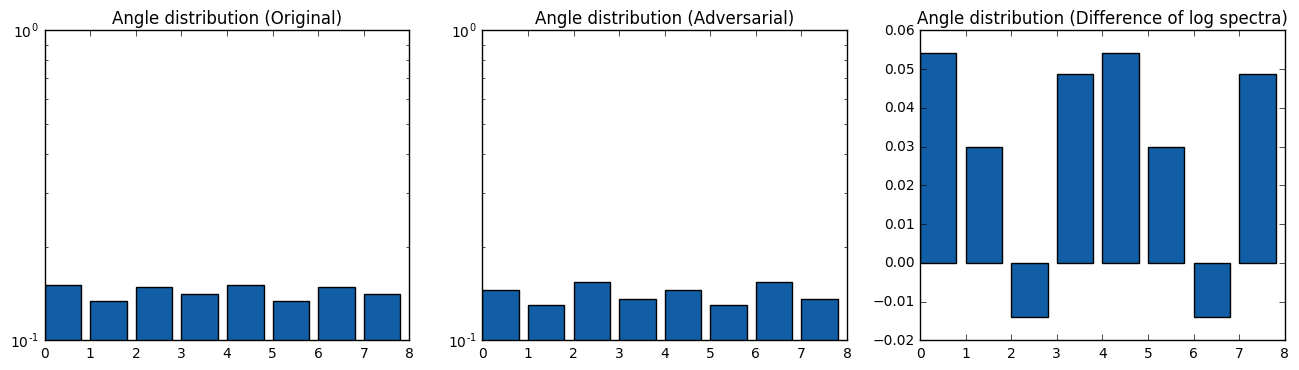 Angle distribution (Original)
10^0
10^-1
0 1 2 3 4 5 6 7 8
Angle distribution (Adversarial)
10^0
10^-1
0 1 2 3 4 5 6 7 8
Angle distribution (Difference of log spectra)
0.06
0.05
0.04
0.03
0.02
0.01
0.00
−0.01
−0.02
0 1 2 3 4 5 6 7 8